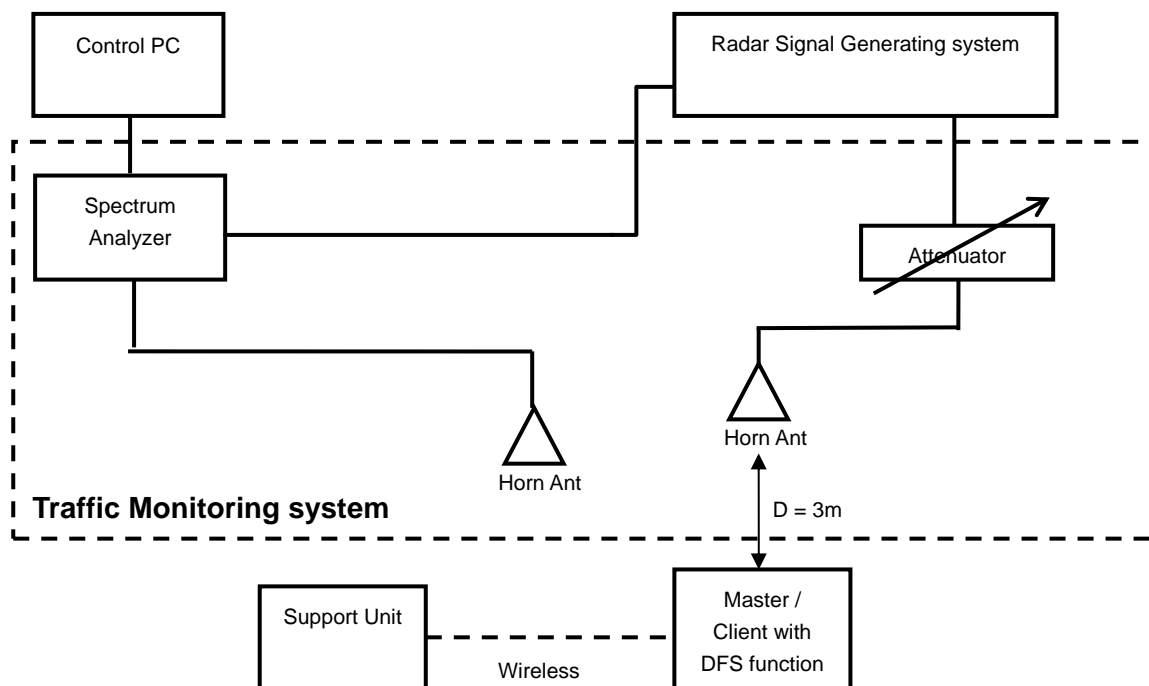 Control PC
Radar Signal Generating system
Spectrum
Analyzer
Attenuator
Horn Ant
Horn Ant
Traffic Monitoring system
D = 3m
Support Unit
Wireless
Master /
Client with
DFS function